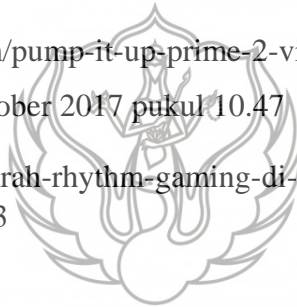 n/pump-it-up-prime-2-v
ober 2017 pukul 10.47
rah-rhythm-gaming-di-
3